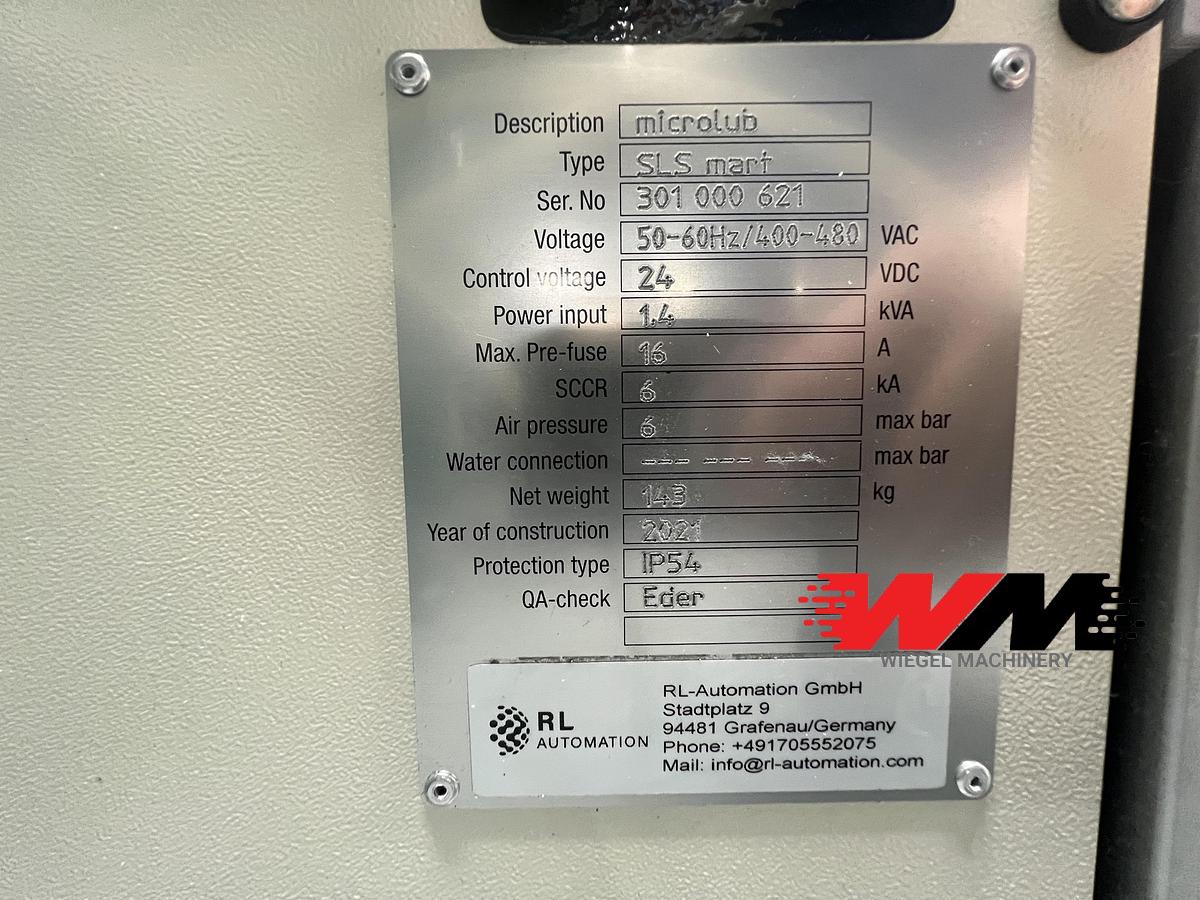 Description microlub
Type SLS mart
Ser. No 301 000 621
Voltage 50-60Hz/400-480 VAC
Control voltage 24 VDC
Power input 1.4 kVA
Max. Pre-fuse 16 A
SCCR 6 kA
Air pressure 6 max bar
Water connection --- --- --- max bar
Net weight 143 kg
Year of construction 2021
Protection type IP54
QA-check Eder
WM
WIEGEL MACHINERY
RL
AUTOMATION
RL-Automation GmbH
Stadtplatz 9
94481 Grafenau/Germany
Phone: +491705552075
Mail: info@rl-automation.com